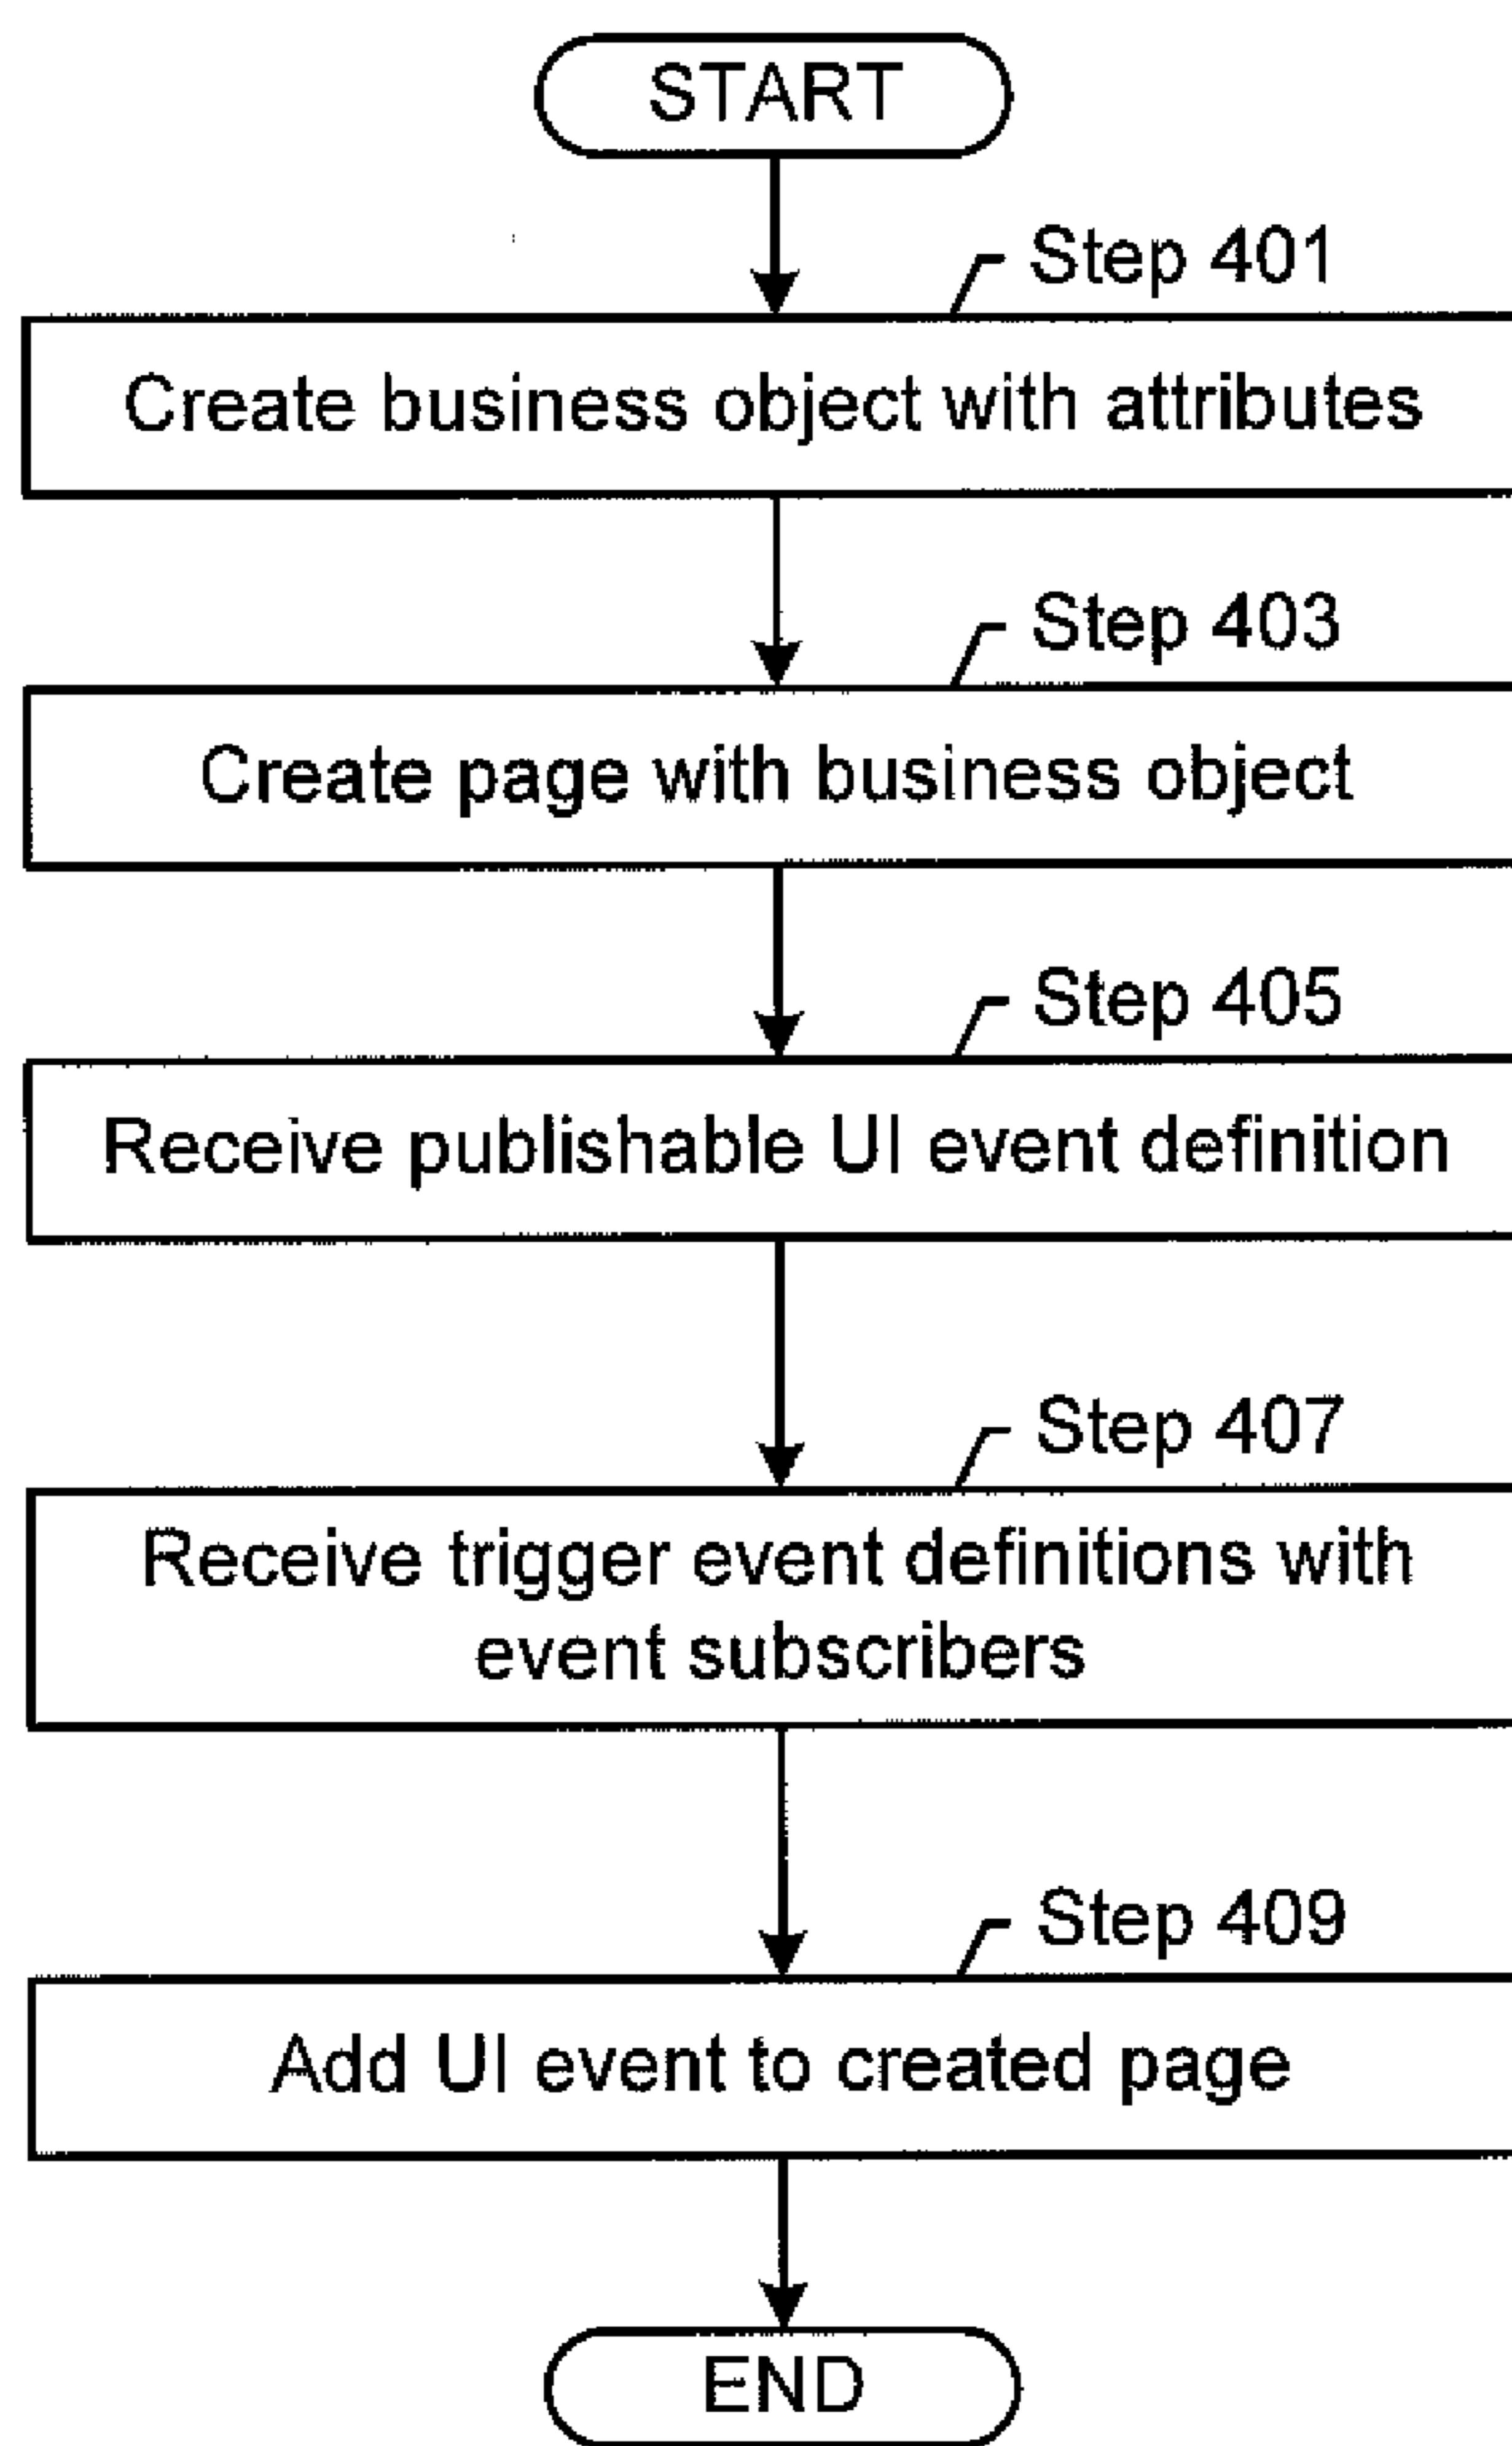 START
Step 401
Create business object with attributes
Step 403
Create page with business object
Step 405
Receive publishable UI event definition
Step 407
Receive trigger event definitions with
event subscribers
Step 409
Add UI event to created page
END